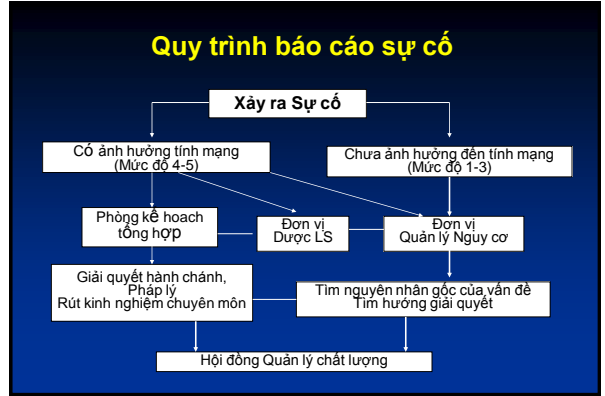 Quy trình báo cáo sự cố
Xảy ra Sự cố
Có ảnh hưởng tính mạng
(Mức độ 4-5)
Chưa ảnh hưởng đến tính mạng
(Mức độ 1-3)
Phòng kế hoach
tổng hợp
Đơn vị
Dược LS
Đơn vị
Quản lý Nguy cơ
Giải quyết hành chánh,
Pháp lý
Rút kinh nghiệm chuyên môn
Tìm nguyên nhân gốc của vấn đề
Tìm hướng giải quyết
Hội đồng Quản lý chất lượng